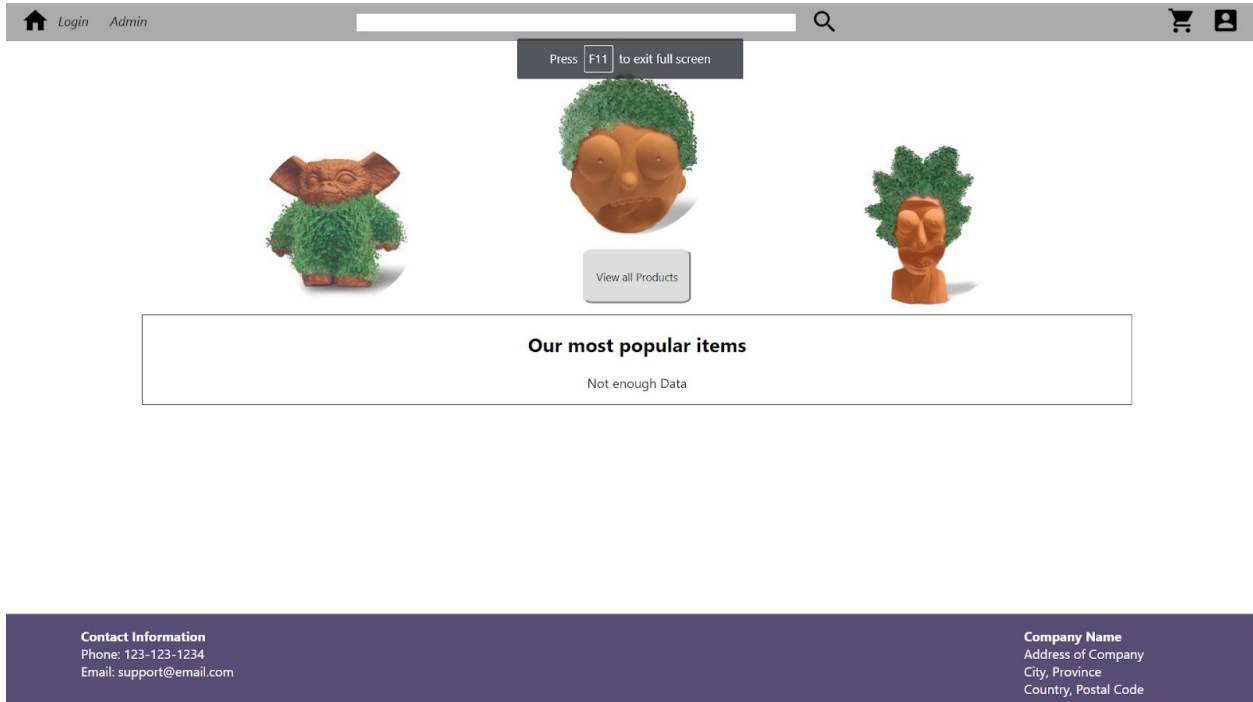 Login Admin
Press F11 to exit full screen
View all Products
Our most popular items
Not enough Data
Contact Information
Phone: 123-123-1234
Email: support@email.com
Company Name
Address of Company
City, Province
Country, Postal Code